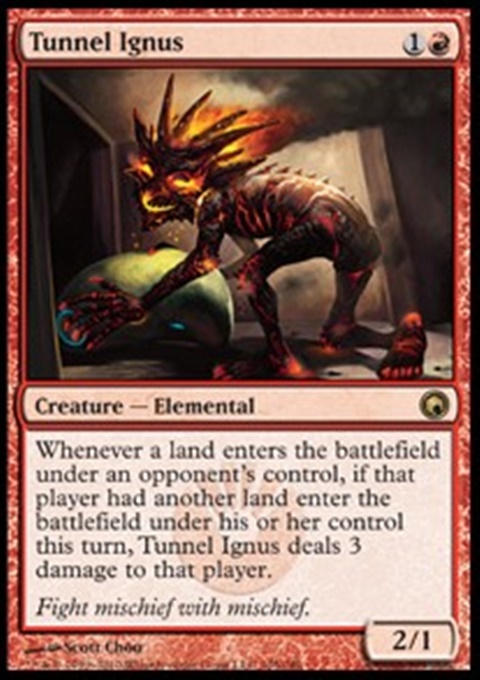 Tunnel Ignus
1
Creature — Elemental
Whenever a land enters the battlefield
under an opponent's control, if that
player had another land enter the
battlefield under his or her control
this turn, Tunnel Ignus deals 3
damage to that player.
Fight mischief with mischief.
Scott Chou
2/1